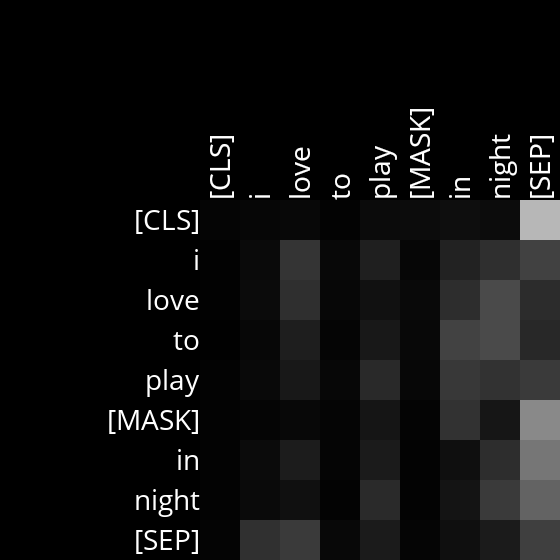 [CLS] i love to play [MASK] in night [SEP]
[CLS]
i
love
to
play
[MASK]
in
night
[SEP]